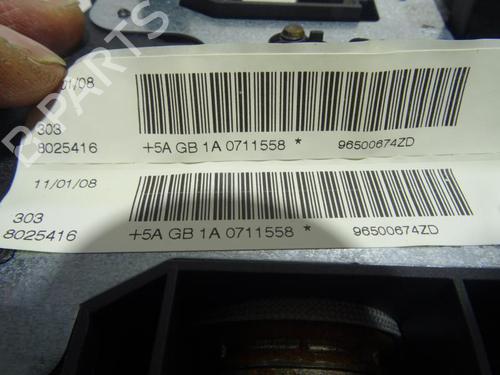 01/08
303
8025416
+5A GB 1A 0711558 *
96500674ZD
11/01/08
303
8025416
+5A GB 1A 0711558 *
96500674ZD
B-PARTS